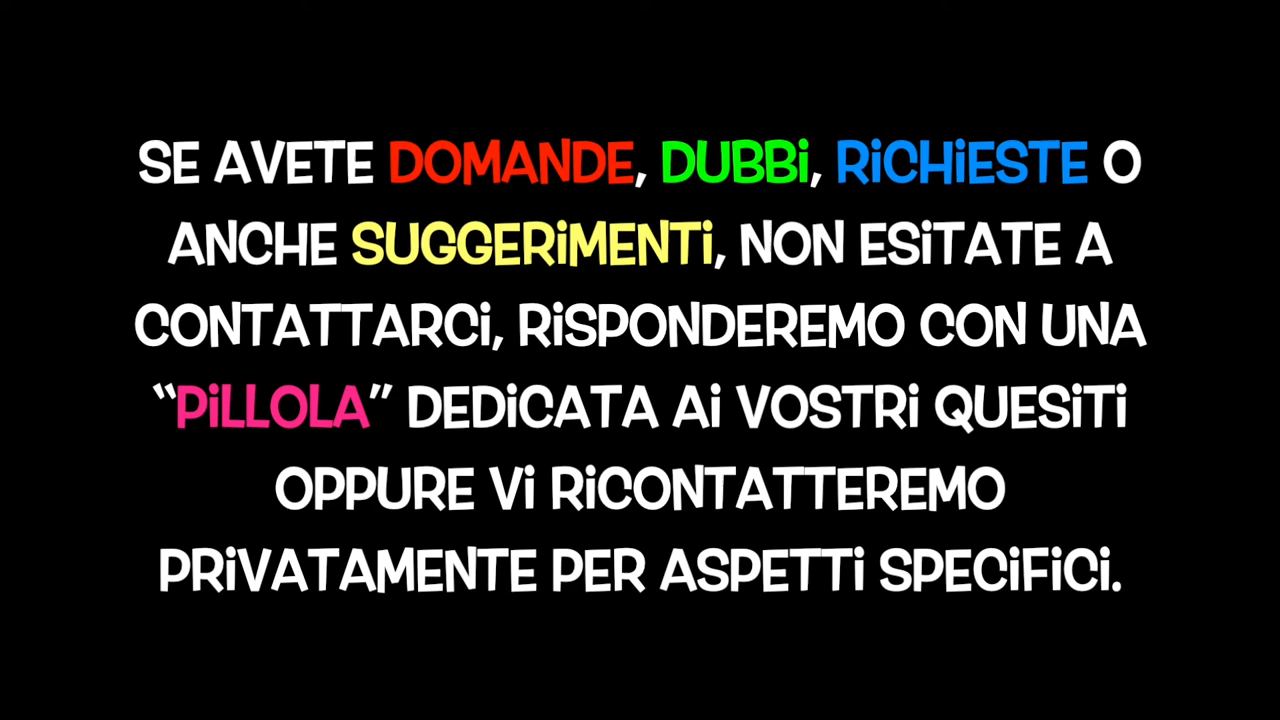 SE AVETE DOMANDE, DUBBi, RiCHiESTE O
ANCHE SUGGERiMENTi, NON ESiTATE A
CONTATTARCi, RiSPONDEREMO CON UNA
“PiLLOLA” DEDiCATA Ai VOSTRi QUESiTi
OPPURE Vi RiCONTATTEREMO
PRiVATAMENTE PER ASPETTi SPECiFiCi.